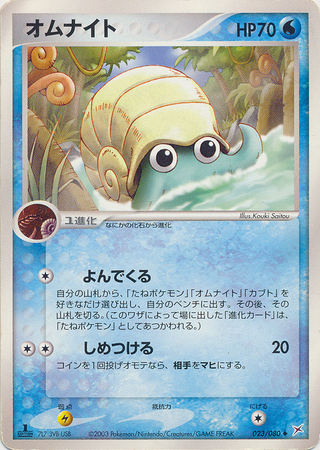 オムナイト HP70
Illus.Kouki Saitou
1進化 なにかの化石から進化
よんでくる
自分の山札から、「たねポケモン」「オムナイト」「カブト」を
好きなだけ選び出し、自分のベンチに出す。その後、その
山札を切る。(このワザによって場に出した「進化カード」は、
「たねポケモン」としてあつかわれる。)
しめつける 20
コインを1回投げオモテなら、相手をマヒにする。
弱点 抵抗力 にげる
1 7U7 3VB USB ©2003 Pokémon/Nintendo/Creatures/GAME FREAK 023/080